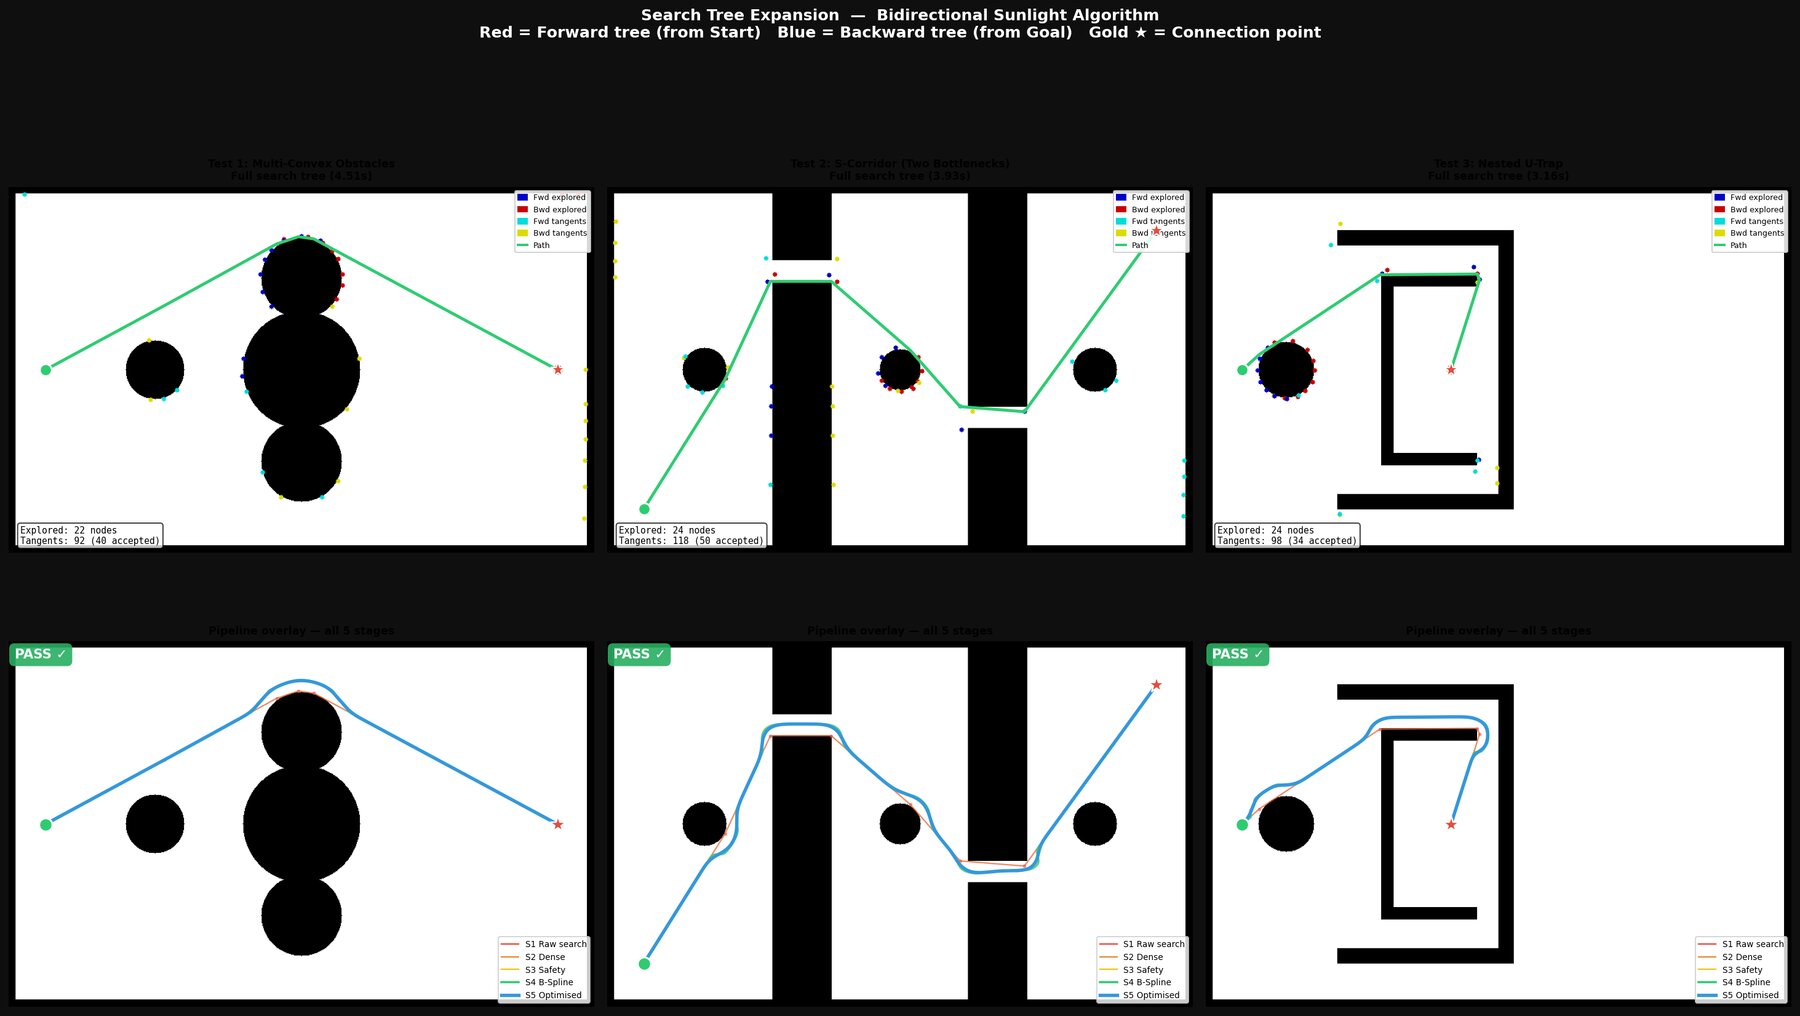 Search Tree Expansion — Bidirectional Sunlight Algorithm
Red = Forward tree (from Start) Blue = Backward tree (from Goal) Gold ★ = Connection point
Test 1: Multi-Convex Obstacles
Full search tree (4.51s)
Fwd explored
Bwd explored
Fwd tangents
Bwd tangents
Path
Explored: 22 nodes
Tangents: 92 (40 accepted)
Test 2: S-Corridor (Two Bottlenecks)
Full search tree (3.93s)
Fwd explored
Bwd explored
Fwd tangents
Bwd tangents
Path
Explored: 24 nodes
Tangents: 118 (50 accepted)
Test 3: Nested U-Trap
Full search tree (3.16s)
Fwd explored
Bwd explored
Fwd tangents
Bwd tangents
Path
Explored: 24 nodes
Tangents: 98 (34 accepted)
Pipeline overlay — all 5 stages
PASS ✓
S1 Raw search
S2 Dense
S3 Safety
S4 B-Spline
S5 Optimised
Pipeline overlay — all 5 stages
PASS ✓
S1 Raw search
S2 Dense
S3 Safety
S4 B-Spline
S5 Optimised
Pipeline overlay — all 5 stages
PASS ✓
S1 Raw search
S2 Dense
S3 Safety
S4 B-Spline
S5 Optimised